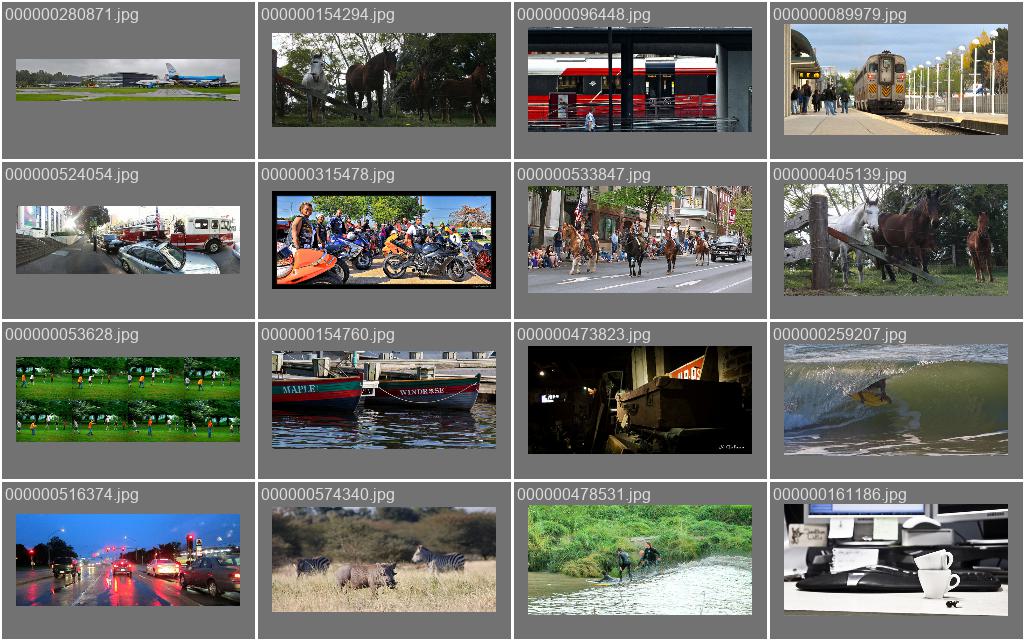 000000280871.jpg
000000154294.jpg
000000096448.jpg
000000089979.jpg
000000524054.jpg
000000315478.jpg
000000533847.jpg
000000405139.jpg
000000053628.jpg
000000154760.jpg
000000473823.jpg
000000259207.jpg
MAPLE
WINDROSE
000000516374.jpg
000000574340.jpg
000000478531.jpg
000000161186.jpg